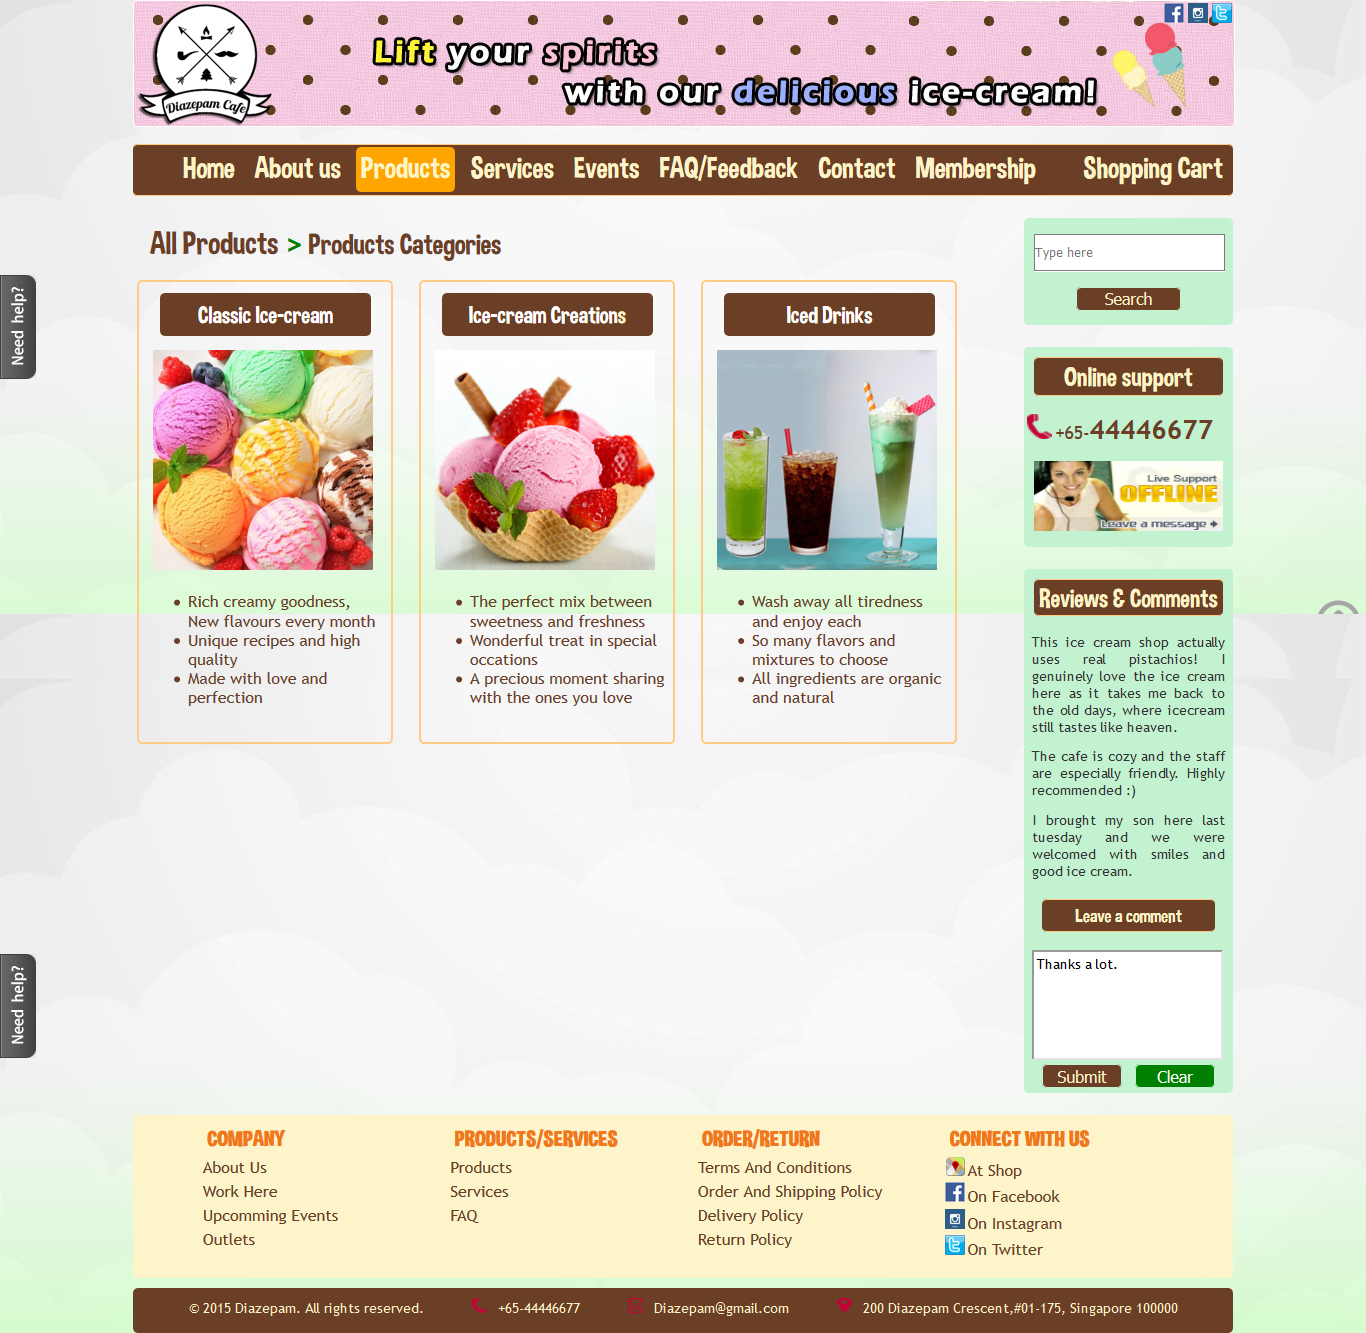 Diazepam Cafe
Lift your spirits
with our delicious ice-cream!
Home About us Products Services Events FAQ/Feedback Contact Membership Shopping Cart
All Products > Products Categories
Need help?
Classic Ice-cream
Rich creamy goodness,
New flavours every month
Unique recipes and high
quality
Made with love and
perfection
Ice-cream Creations
The perfect mix between
sweetness and freshness
Wonderful treat in special
occations
A precious moment sharing
with the ones you love
Iced Drinks
Wash away all tiredness
and enjoy each
So many flavors and
mixtures to choose
All ingredients are organic
and natural
Type here
Search
Online support
+65-44446677
Live Support
OFFLINE
Leave a message
Reviews & Comments
This ice cream shop actually
uses real pistachios! I
genuinely love the ice cream
here as it takes me back to
the old days, where icecream
still tastes like heaven.
The cafe is cozy and the staff
are especially friendly. Highly
recommended :)
I brought my son here last
tuesday and we were
welcomed with smiles and
good ice cream.
Leave a comment
Thanks a lot.
Submit Clear
Need help?
COMPANY
About Us
Work Here
Upcomming Events
Outlets
PRODUCTS/SERVICES
Products
Services
FAQ
ORDER/RETURN
Terms And Conditions
Order And Shipping Policy
Delivery Policy
Return Policy
CONNECT WITH US
At Shop
On Facebook
On Instagram
On Twitter
© 2015 Diazepam. All rights reserved. +65-44446677 Diazepam@gmail.com 200 Diazepam Crescent,#01-175, Singapore 100000